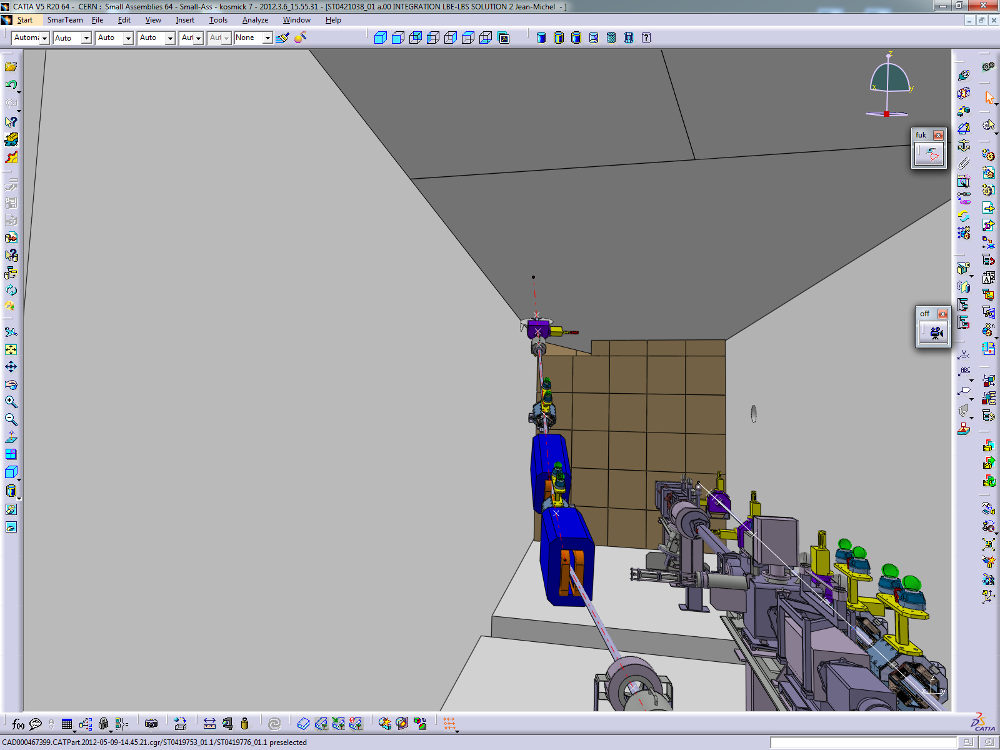 CATIA V5 R20 64 - CERN : Small Assemblies 64 - Small-Ass - kosmick 7 - 2012.3.6_15.55.31 - [ST0421038_01 a.00 INTEGRATION LBE-LBS SOLUTION 2 Jean-Michel - ]
Start SmarTeam File Edit View Insert Tools Analyze Window Help
Automa Auto Auto Auto Aut Aut None
z
x y
fuk
off
ABC
z
x y
f(x)
DS CATIA
CAD000467399.CATPart.2012-05-09-14.45.21.cgr/ST0419753_01.1/ST0419776_01.1 preselected